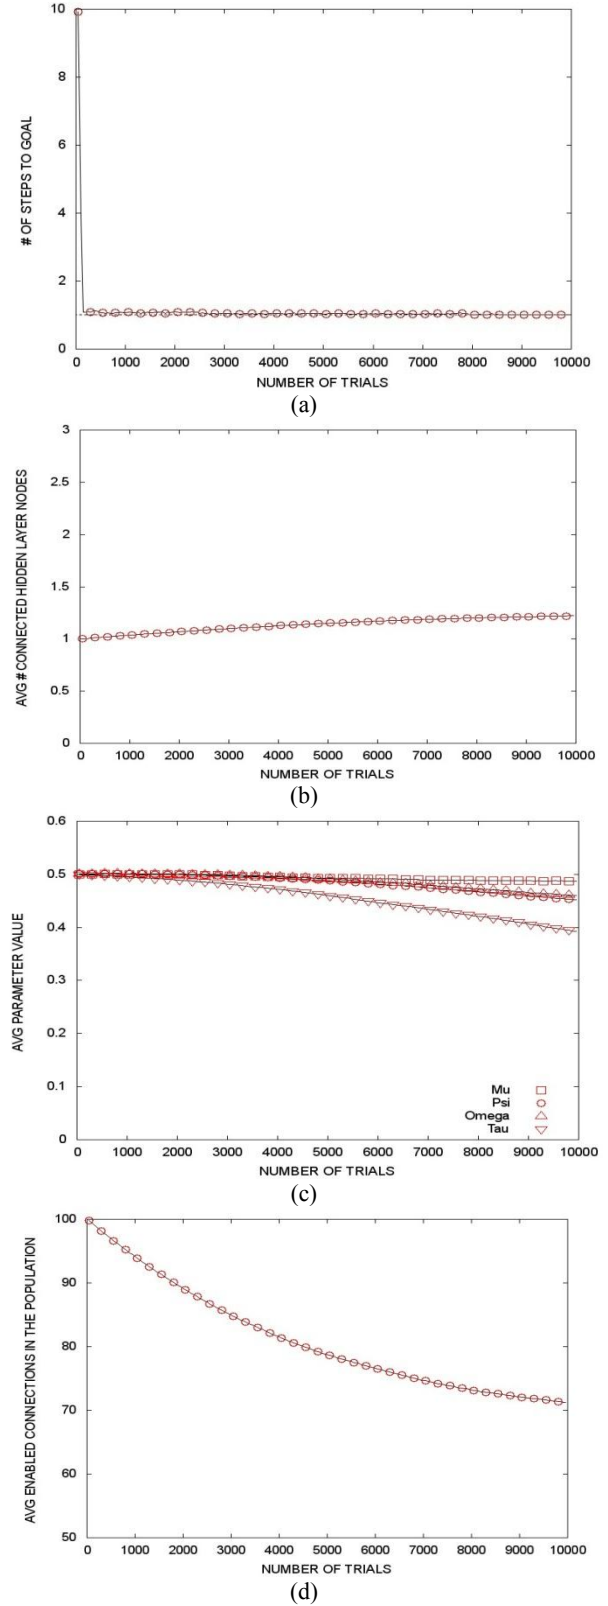 10
8
6
4
2
0
# OF STEPS TO GOAL
0 1000 2000 3000 4000 5000 6000 7000 8000 9000 10000
NUMBER OF TRIALS
(a)
3
2.5
2
1.5
1
0.5
0
AVG # CONNECTED HIDDEN LAYER NODES
0 1000 2000 3000 4000 5000 6000 7000 8000 9000 10000
NUMBER OF TRIALS
(b)
0.6
0.5
0.4
0.3
0.2
0.1
0
AVG PARAMETER VALUE
Mu
Psi
Omega
Tau
0 1000 2000 3000 4000 5000 6000 7000 8000 9000 10000
NUMBER OF TRIALS
(c)
100
90
80
70
60
50
AVG ENABLED CONNECTIONS IN THE POPULATION
0 1000 2000 3000 4000 5000 6000 7000 8000 9000 10000
NUMBER OF TRIALS
(d)